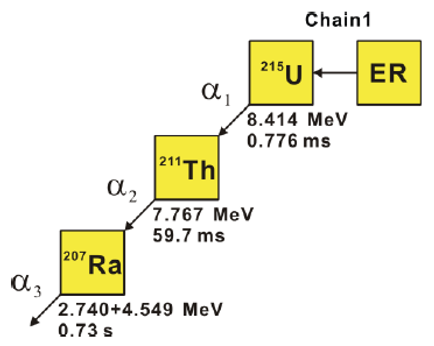 Chain1
²¹⁵U
ER
α₁
8.414 MeV
0.776 ms
²¹¹Th
α₂
7.767 MeV
59.7 ms
²⁰⁷Ra
α₃
2.740+4.549 MeV
0.73 s